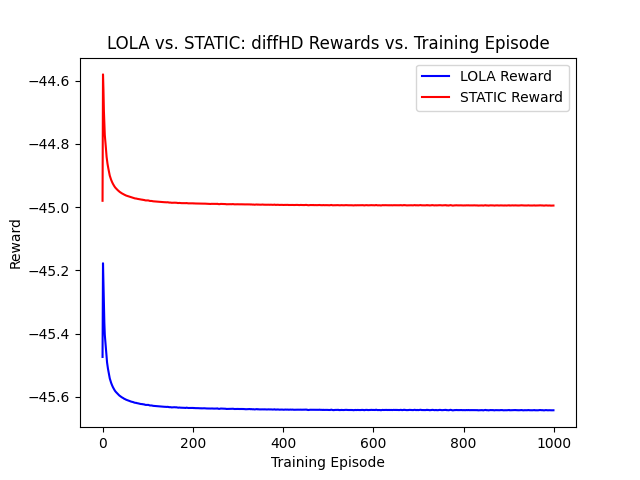 LOLA vs. STATIC: diffHD Rewards vs. Training Episode
LOLA Reward
STATIC Reward
Reward
−44.6
−44.8
−45.0
−45.2
−45.4
−45.6
0 200 400 600 800 1000
Training Episode